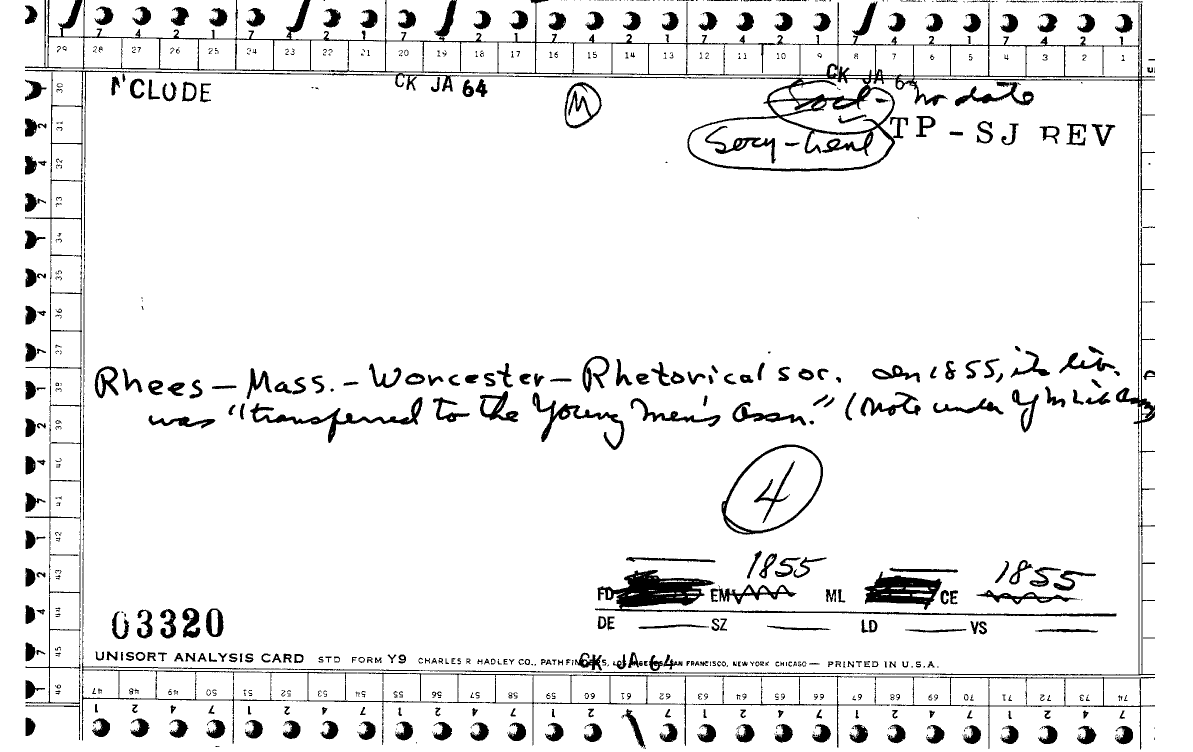 7 4 2 1 7 4 2 1 7 4 2 1 7 4 2 1 7 4 2 1 7 4 2 1 7 4 2 1
29 28 27 26 25 24 23 22 21 20 19 18 17 16 15 14 13 12 11 10 9 8 7 6 5 4 3 2 1
CK JA 64
CK JA 64
NCLUDE
M
Socl - no date
Socy - Genl
TP - SJ REV
30
31
32
33
34
35
36
37
38
39
40
41
42
43
44
45
46
Rhees - Mass. - Worcester - Rhetorical soc. In 1855, its lib.
was "transferred to the Young Men's Assn." (Note under YM Lib Assn)
4
1855 1855
FD EM ML CE
DE SZ LD VS
03320
UNISORT ANALYSIS CARD STD FORM Y9 CHARLES R HADLEY CO., PATHFINDERS, LOS ANGELES, SAN FRANCISCO, NEW YORK CHICAGO — PRINTED IN U.S.A.
CK JA 64
47 48 49 50 51 52 53 54 55 56 57 58 59 60 61 62 63 64 65 66 67 68 69 70 71 72 73 74
1 2 4 7 1 2 4 7 1 2 4 7 1 2 4 7 1 2 4 7 1 2 4 7 1 2 4 7